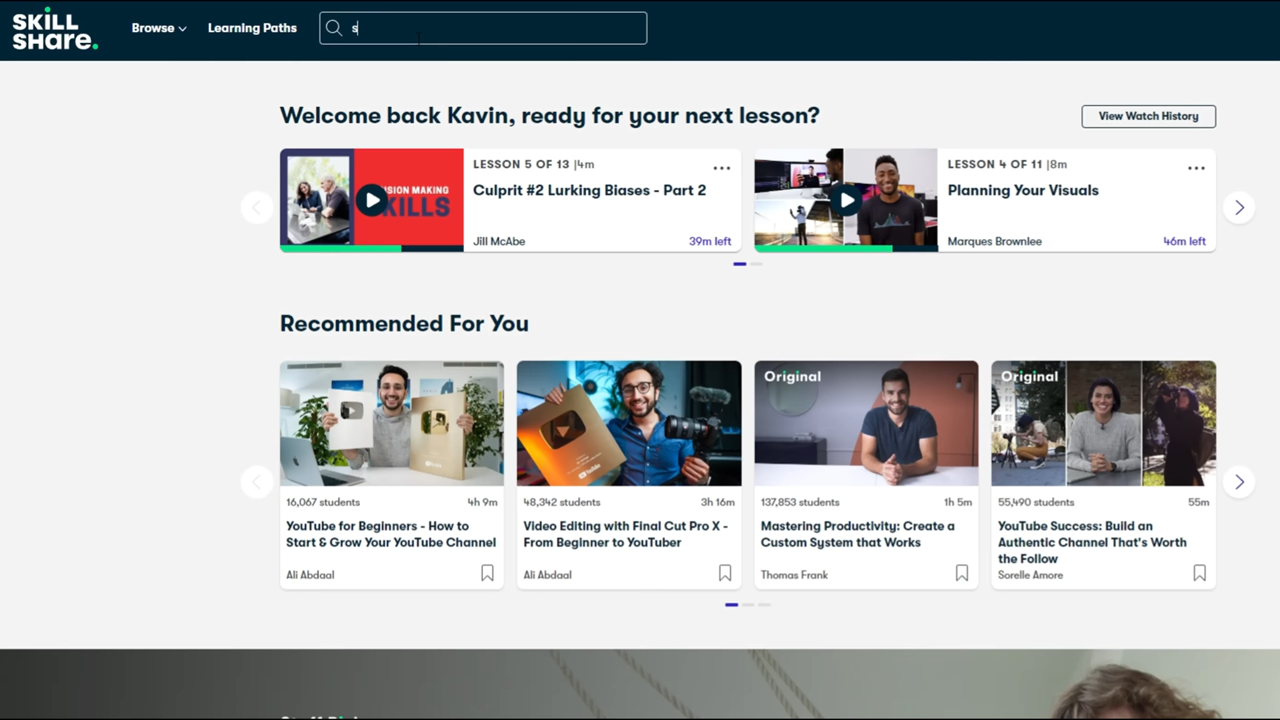 SKILL
SHARE.
Browse
Learning Paths
s
Welcome back Kavin, ready for your next lesson?
View Watch History
LESSON 5 OF 13 |4m
Culprit #2 Lurking Biases - Part 2
Jill McAbe
39m left
ISION MAKING
KILLS
LESSON 4 OF 11 |8m
Planning Your Visuals
Marques Brownlee
46m left
Recommended For You
16,067 students
4h 9m
YouTube for Beginners - How to
Start & Grow Your YouTube Channel
Ali Abdaal
YouTube
48,342 students
3h 16m
Video Editing with Final Cut Pro X -
From Beginner to YouTuber
Ali Abdaal
Original
137,853 students
1h 5m
Mastering Productivity: Create a
Custom System that Works
Thomas Frank
Original
55,490 students
55m
YouTube Success: Build an
Authentic Channel That's Worth
the Follow
Sorelle Amore